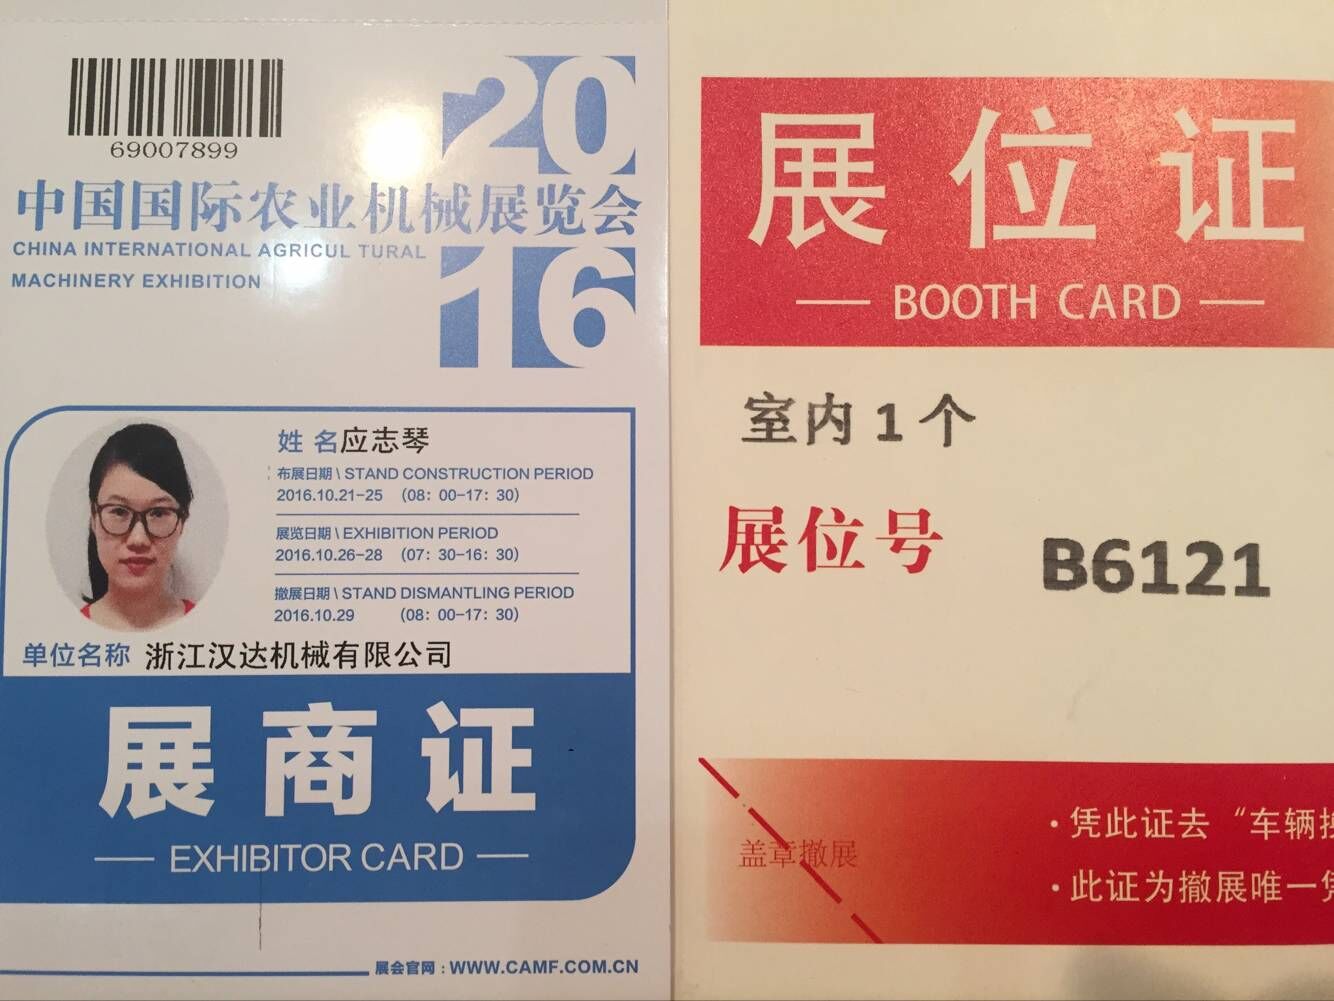 69007899
2016
中国国际农业机械展览会
CHINA INTERNATIONAL AGRICUL TURAL
MACHINERY EXHIBITION
姓 名 应志琴
布展日期 \ STAND CONSTRUCTION PERIOD
2016.10.21-25 (08: 00-17: 30)
展览日期 \ EXHIBITION PERIOD
2016.10.26-28 (07: 30-16: 30)
撤展日期 \ STAND DISMANTLING PERIOD
2016.10.29 (08: 00-17: 30)
单位名称 浙江汉达机械有限公司
展商证
EXHIBITOR CARD
展会官网：WWW.CAMF.COM.CN
展位证
BOOTH CARD
室内 1 个
展位号 B6121
盖章撤展
·凭此证去“车辆
·此证为撤展唯一